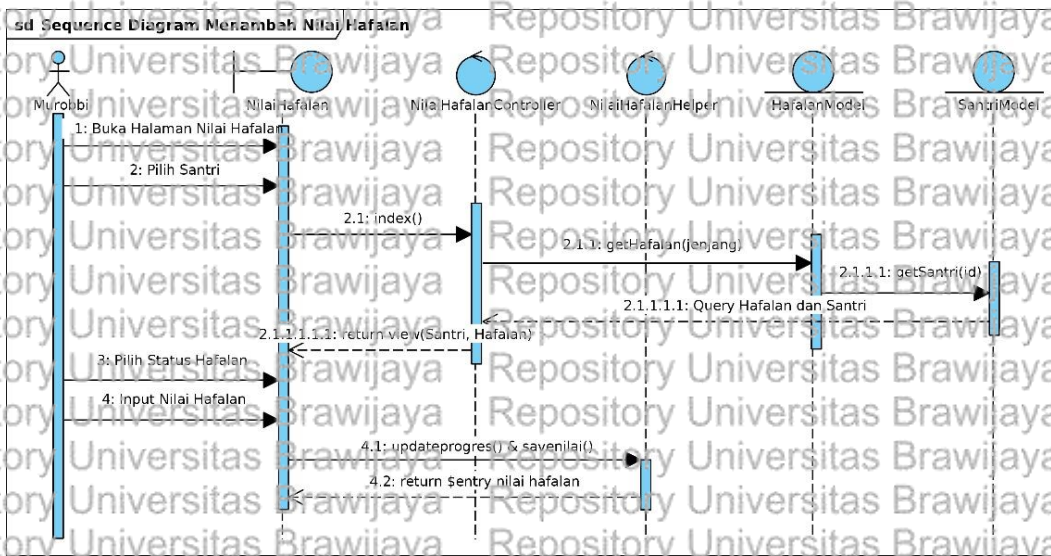 sd Sequence Diagram Menambah Nilai Hafalan
Murobbi
NilaiHafalan
NilaiHafalanController
NilaiHafalanHelper
HafalanModel
SantriModel
1: Buka Halaman Nilai Hafalan
2: Pilih Santri
2.1: index()
2.1.1: getHafalan(jenjang)
2.1.1.1: getSantri(id)
2.1.1.1.1: Query Hafalan dan Santri
2.1.1.1.1.1: return view(Santri, Hafalan)
3: Pilih Status Hafalan
4: Input Nilai Hafalan
4.1: updateprogres() & savenilai()
4.2: return $entry nilai hafalan
Repository Universitas Brawijaya